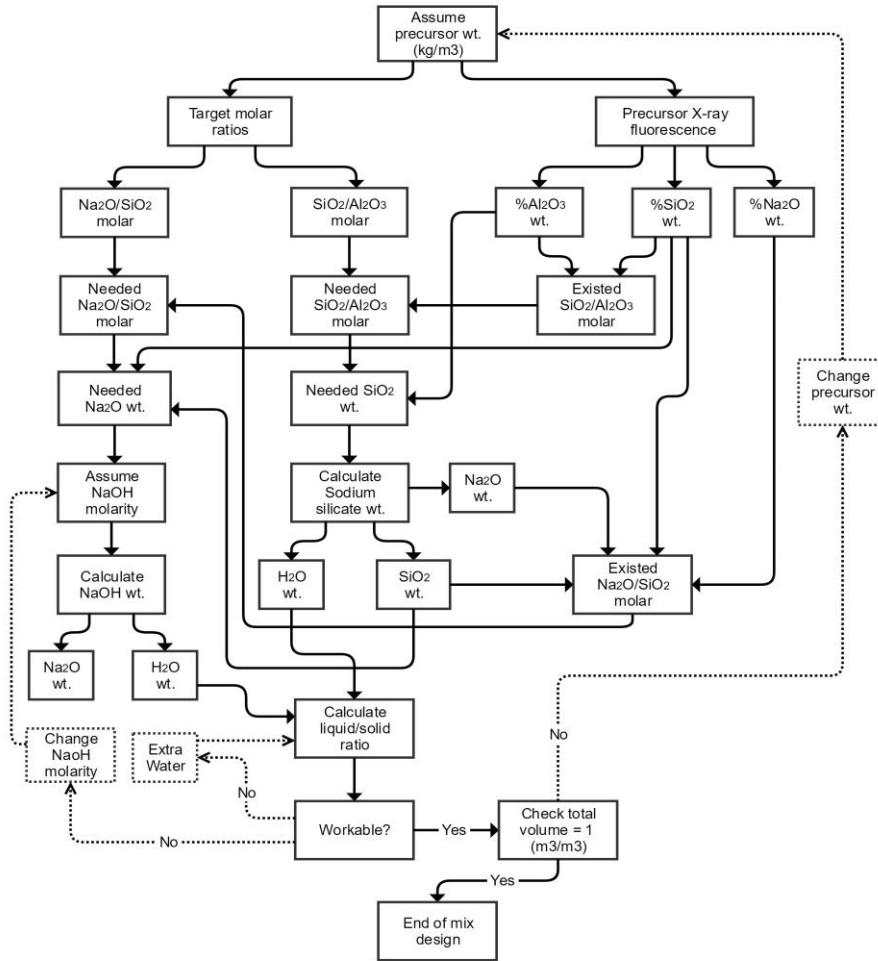 Assume
precursor wt.
(kg/m3)
Target molar
ratios
Precursor X-ray
fluorescence
Na2O/SiO2
molar
SiO2/Al2O3
molar
%Al2O3
wt.
%SiO2
wt.
%Na2O
wt.
Needed
Na2O/SiO2
molar
Needed
SiO2/Al2O3
molar
Existed
SiO2/Al2O3
molar
Needed
Na2O wt.
Needed SiO2
wt.
Change
precursor
wt.
Assume
NaOH
molarity
Calculate
Sodium
silicate wt.
Na2O
wt.
Calculate
NaOH wt.
H2O
wt.
SiO2
wt.
Existed
Na2O/SiO2
molar
Na2O
wt.
H2O
wt.
Change
NaoH
molarity
Extra
Water
Calculate
liquid/solid
ratio
No
No
No
Workable?
Yes
Check total
volume = 1
(m3/m3)
Yes
End of mix
design